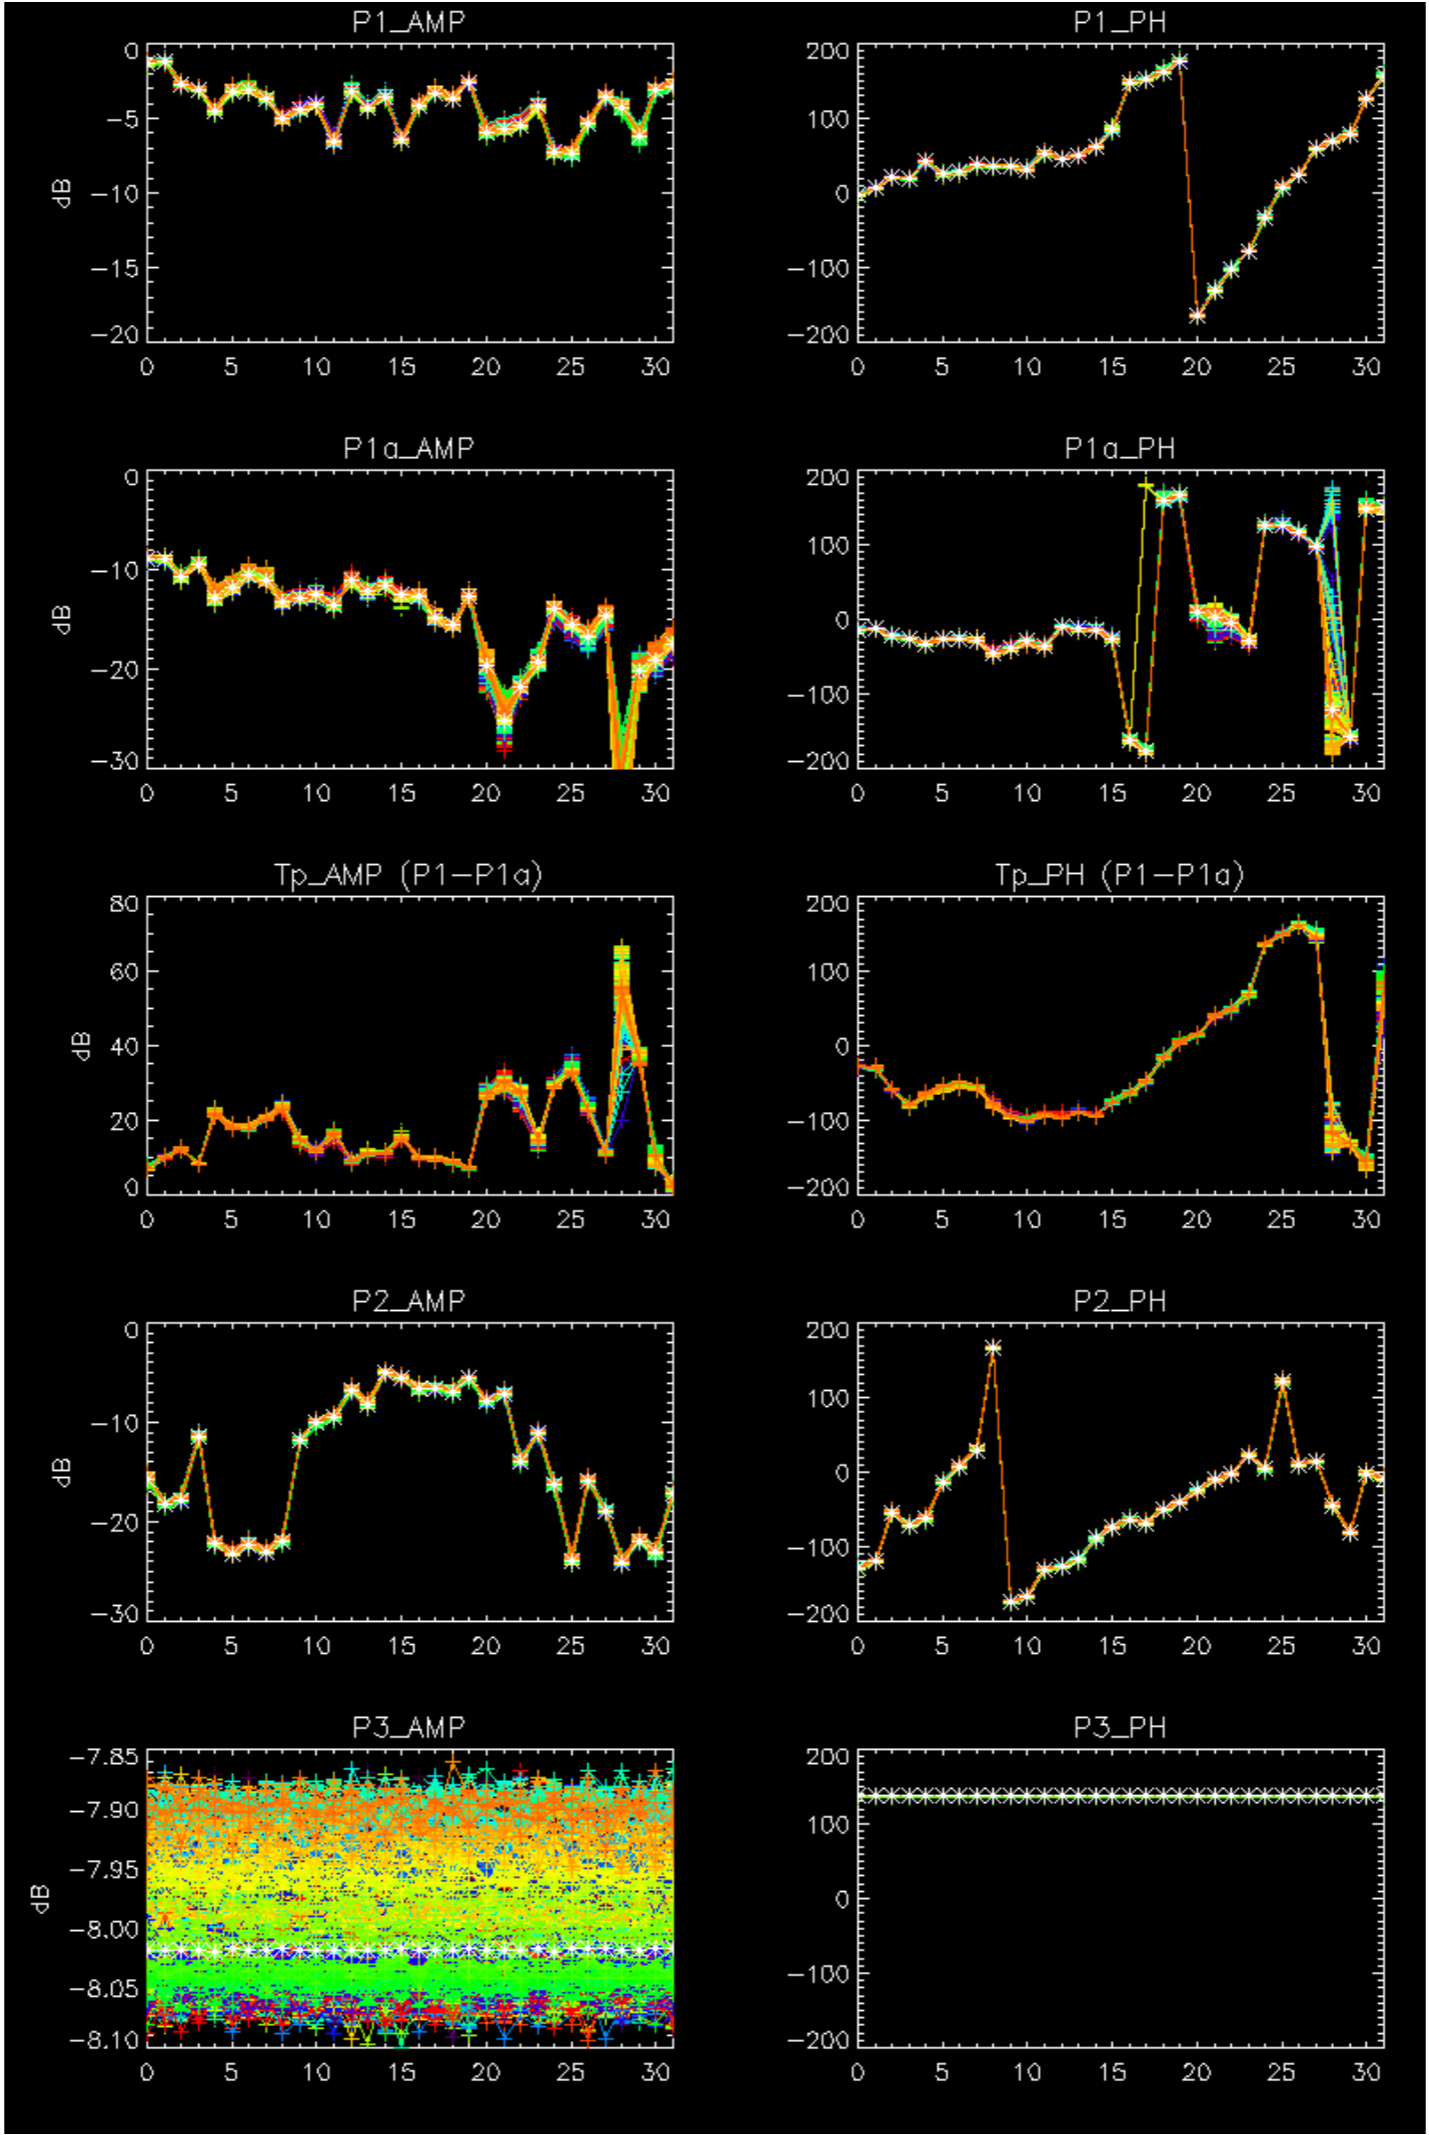 P1_AMP P1_PH
0 200
−5 100
dB
−10 0
−15 −100
−20 −200
0 5 10 15 20 25 30 0 5 10 15 20 25 30
P1a_AMP P1a_PH
0 200
−10 100
dB 0
−20 −100
−30 −200
0 5 10 15 20 25 30 0 5 10 15 20 25 30
Tp_AMP (P1−P1a) Tp_PH (P1−P1a)
80 200
60 100
dB
40 0
20 −100
0 −200
0 5 10 15 20 25 30 0 5 10 15 20 25 30
P2_AMP P2_PH
0 200
−10 100
dB 0
−20 −100
−30 −200
0 5 10 15 20 25 30 0 5 10 15 20 25 30
P3_AMP P3_PH
−7.85 200
−7.90 100
−7.95
dB 0
−8.00
−8.05 −100
−8.10 −200
0 5 10 15 20 25 30 0 5 10 15 20 25 30